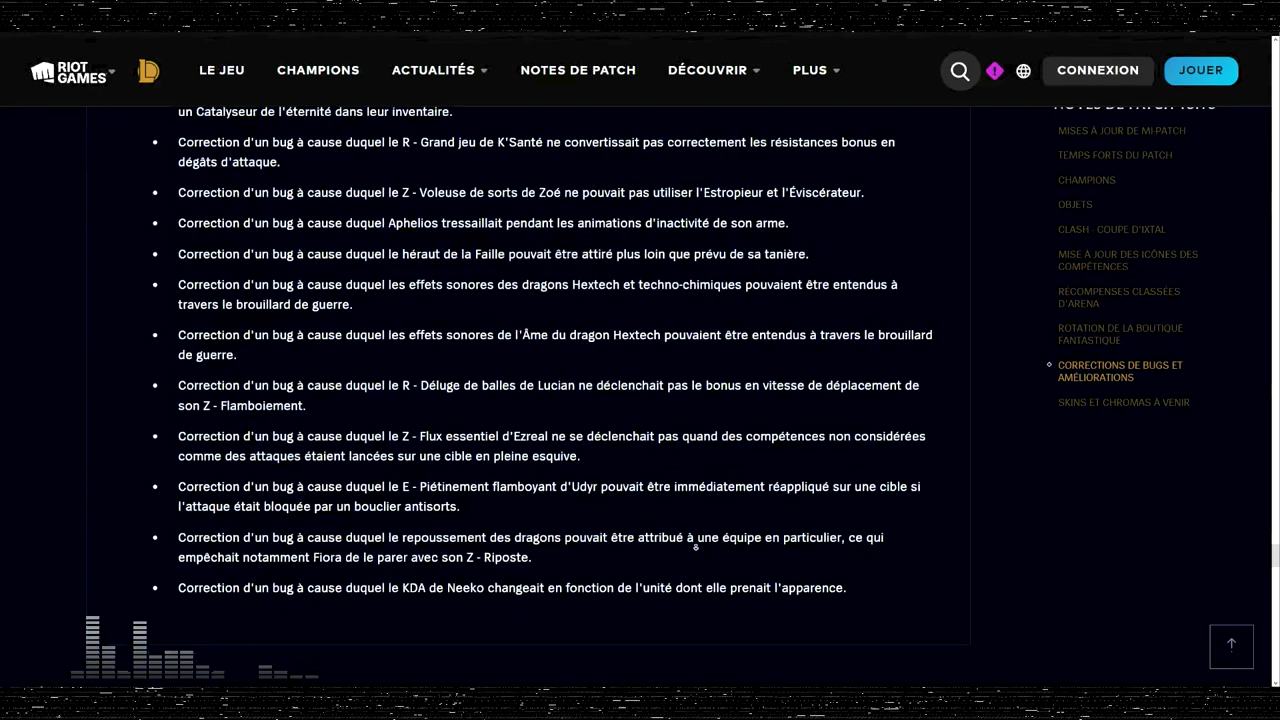 RIOT GAMES
LE JEU
CHAMPIONS
ACTUALITÉS
NOTES DE PATCH
DÉCOUVRIR
PLUS
CONNEXION
JOUER
un Catalyseur de l'éternité dans leur inventaire.
Correction d'un bug à cause duquel le R - Grand jeu de K'Santé ne convertissait pas correctement les résistances bonus en
dégâts d'attaque.
Correction d'un bug à cause duquel le Z - Voleuse de sorts de Zoé ne pouvait pas utiliser l'Estropieur et l'Éviscérateur.
Correction d'un bug à cause duquel Aphelios tressaillait pendant les animations d'inactivité de son arme.
Correction d'un bug à cause duquel le héraut de la Faille pouvait être attiré plus loin que prévu de sa tanière.
Correction d'un bug à cause duquel les effets sonores des dragons Hextech et techno-chimiques pouvaient être entendus à
travers le brouillard de guerre.
Correction d'un bug à cause duquel les effets sonores de l'Âme du dragon Hextech pouvaient être entendus à travers le brouillard
de guerre.
Correction d'un bug à cause duquel le R - Déluge de balles de Lucian ne déclenchait pas le bonus en vitesse de déplacement de
son Z - Flamboiement.
Correction d'un bug à cause duquel le Z - Flux essentiel d'Ezreal ne se déclenchait pas quand des compétences non considérées
comme des attaques étaient lancées sur une cible en pleine esquive.
Correction d'un bug à cause duquel le E - Piétinement flamboyant d'Udyr pouvait être immédiatement réappliqué sur une cible si
l'attaque était bloquée par un bouclier antisorts.
Correction d'un bug à cause duquel le repoussement des dragons pouvait être attribué à une équipe en particulier, ce qui
empêchait notamment Fiora de le parer avec son Z - Riposte.
Correction d'un bug à cause duquel le KDA de Neeko changeait en fonction de l'unité dont elle prenait l'apparence.
MISES À JOUR DE MI-PATCH
TEMPS FORTS DU PATCH
CHAMPIONS
OBJETS
CLASH - COUPE D'IXTAL
MISE À JOUR DES ICÔNES DES
COMPÉTENCES
RÉCOMPENSES CLASSÉES
D'ARENA
ROTATION DE LA BOUTIQUE
FANTASTIQUE
CORRECTIONS DE BUGS ET
AMÉLIORATIONS
SKINS ET CHROMAS À VENIR